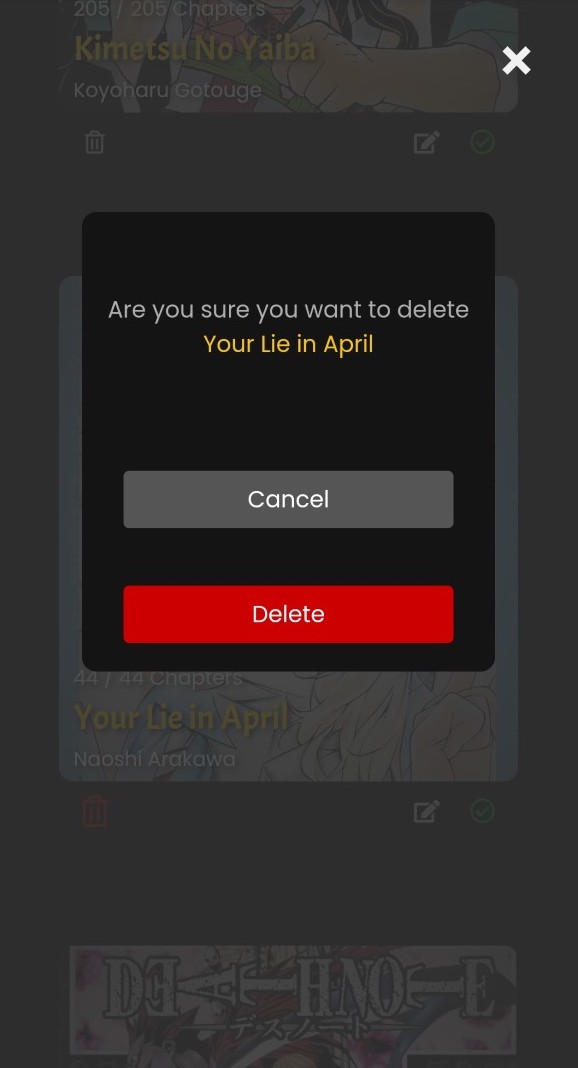 205 / 205 Chapters
Kimetsu No Yaiba
Koyoharu Gotouge
Are you sure you want to delete
Your Lie in April
Cancel
Delete
44 / 44 Chapters
Your Lie in April
Naoshi Arakawa
DEATH NOTE
デスノート